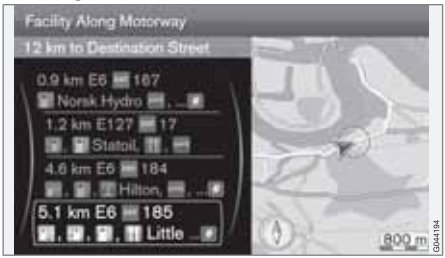 Facility Along Motorway
12 km to Destination Street
0.9 km E6 167
Norsk Hydro , ...
1.2 km E127 17
, Statoil, ,
4.6 km E6 184
, , Hilton, , ...
5.1 km E6 185
, , , Little ...
800 m
G044194